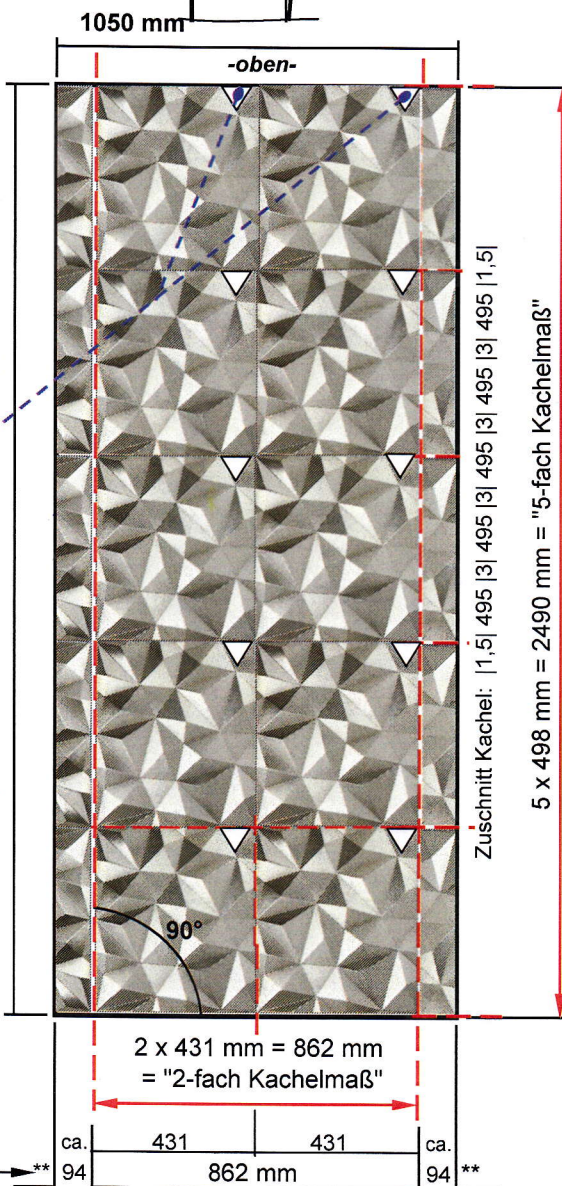 1050 mm
-oben-
Zuschnitt Kachel: |1,5| 495 |3| 495 |3| 495 |3| 495 |3| 495 |1,5|
5 x 498 mm = 2490 mm = "5-fach Kachelmaß"
90°
2 x 431 mm = 862 mm
= "2-fach Kachelmaß"
ca. 431 431 ca.
** 94 862 mm 94 **